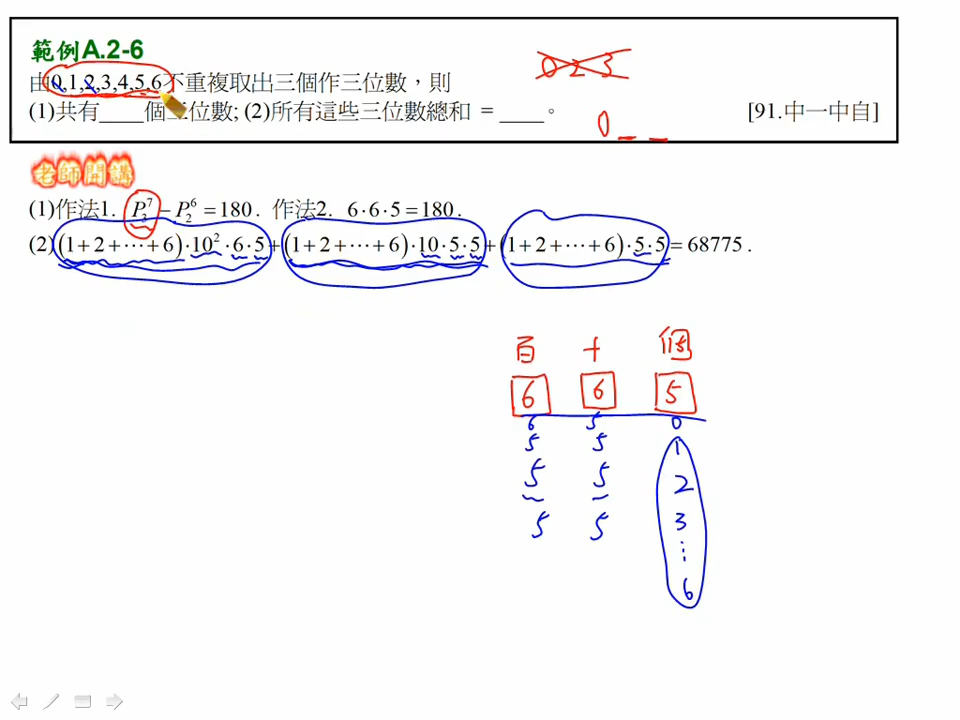 範例A.2-6
由0,1,2,3,4,5,6不重複取出三個作三位數，則
(1)共有____個三位數; (2)所有這些三位數總和 = ____。 [91.中一中自]
0 2 3
0 _ _
老師開講
(1)作法1. P₃⁷ − P₂⁶ = 180 . 作法2. 6·6·5 = 180 .
(2) (1+2+⋯+6)·10²·6·5+(1+2+⋯+6)·10·5·5+(1+2+⋯+6)·5·5 = 68775 .
百 十 個
6 6 5
6 5 0
5 5 1
5 5 2
5 5 3
⋮
6